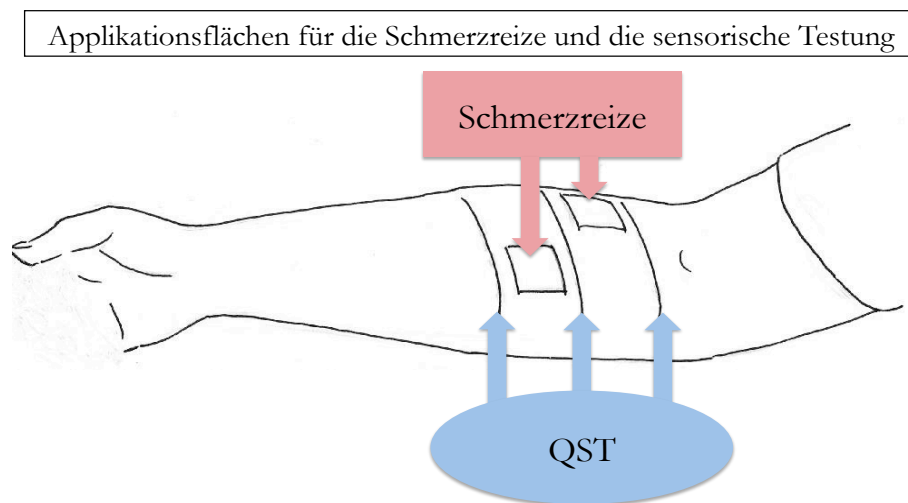 Applikationsflächen für die Schmerzreize und die sensorische Testung
Schmerzreize
QST